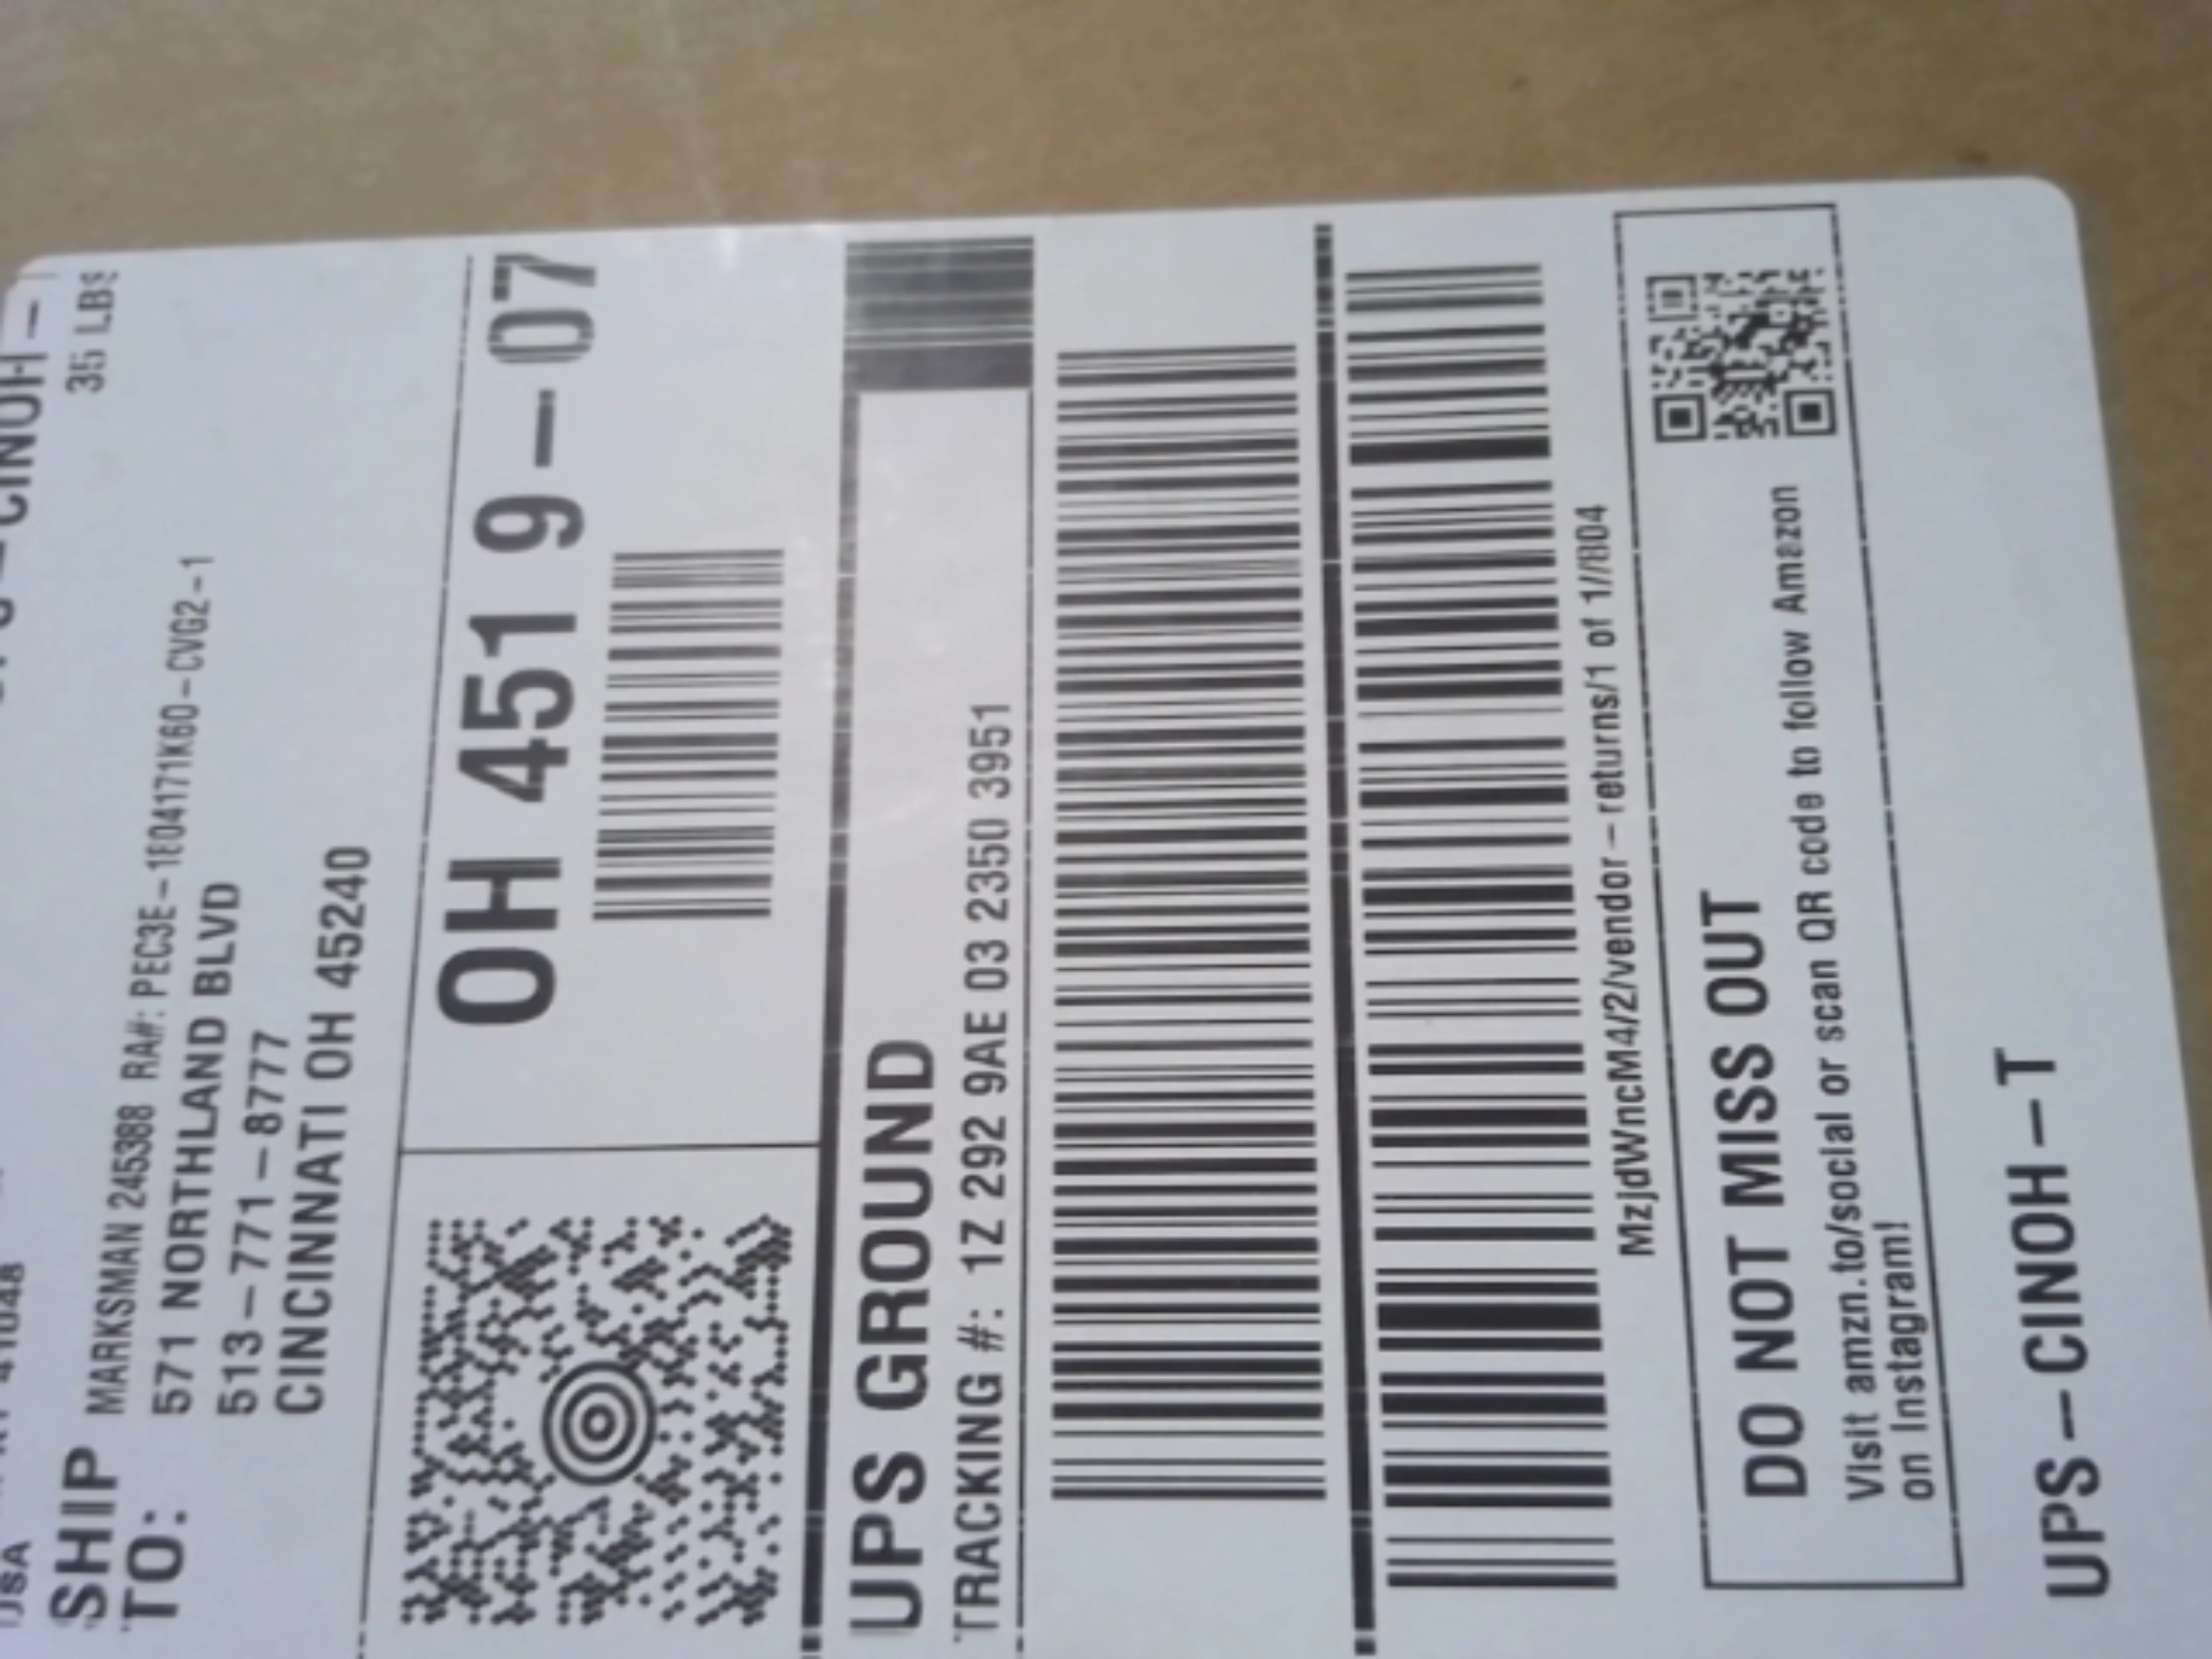 35 LBS
SHIP
TO:
MARKSMAN 245388 RA#: PEC3E-1E04171K60-CVG2-1
571 NORTHLAND BLVD
513-771-8777
CINCINNATI OH 45240
OH 451 9-07
UPS GROUND
TRACKING #: 1Z 292 9AE 03 2350 3951
MzjdWncM4/2/vendor-returns/1 of 1//804
DO NOT MISS OUT
Visit amzn.to/social or scan QR code to follow Amazon
on Instagram!
UPS-CINOH-T